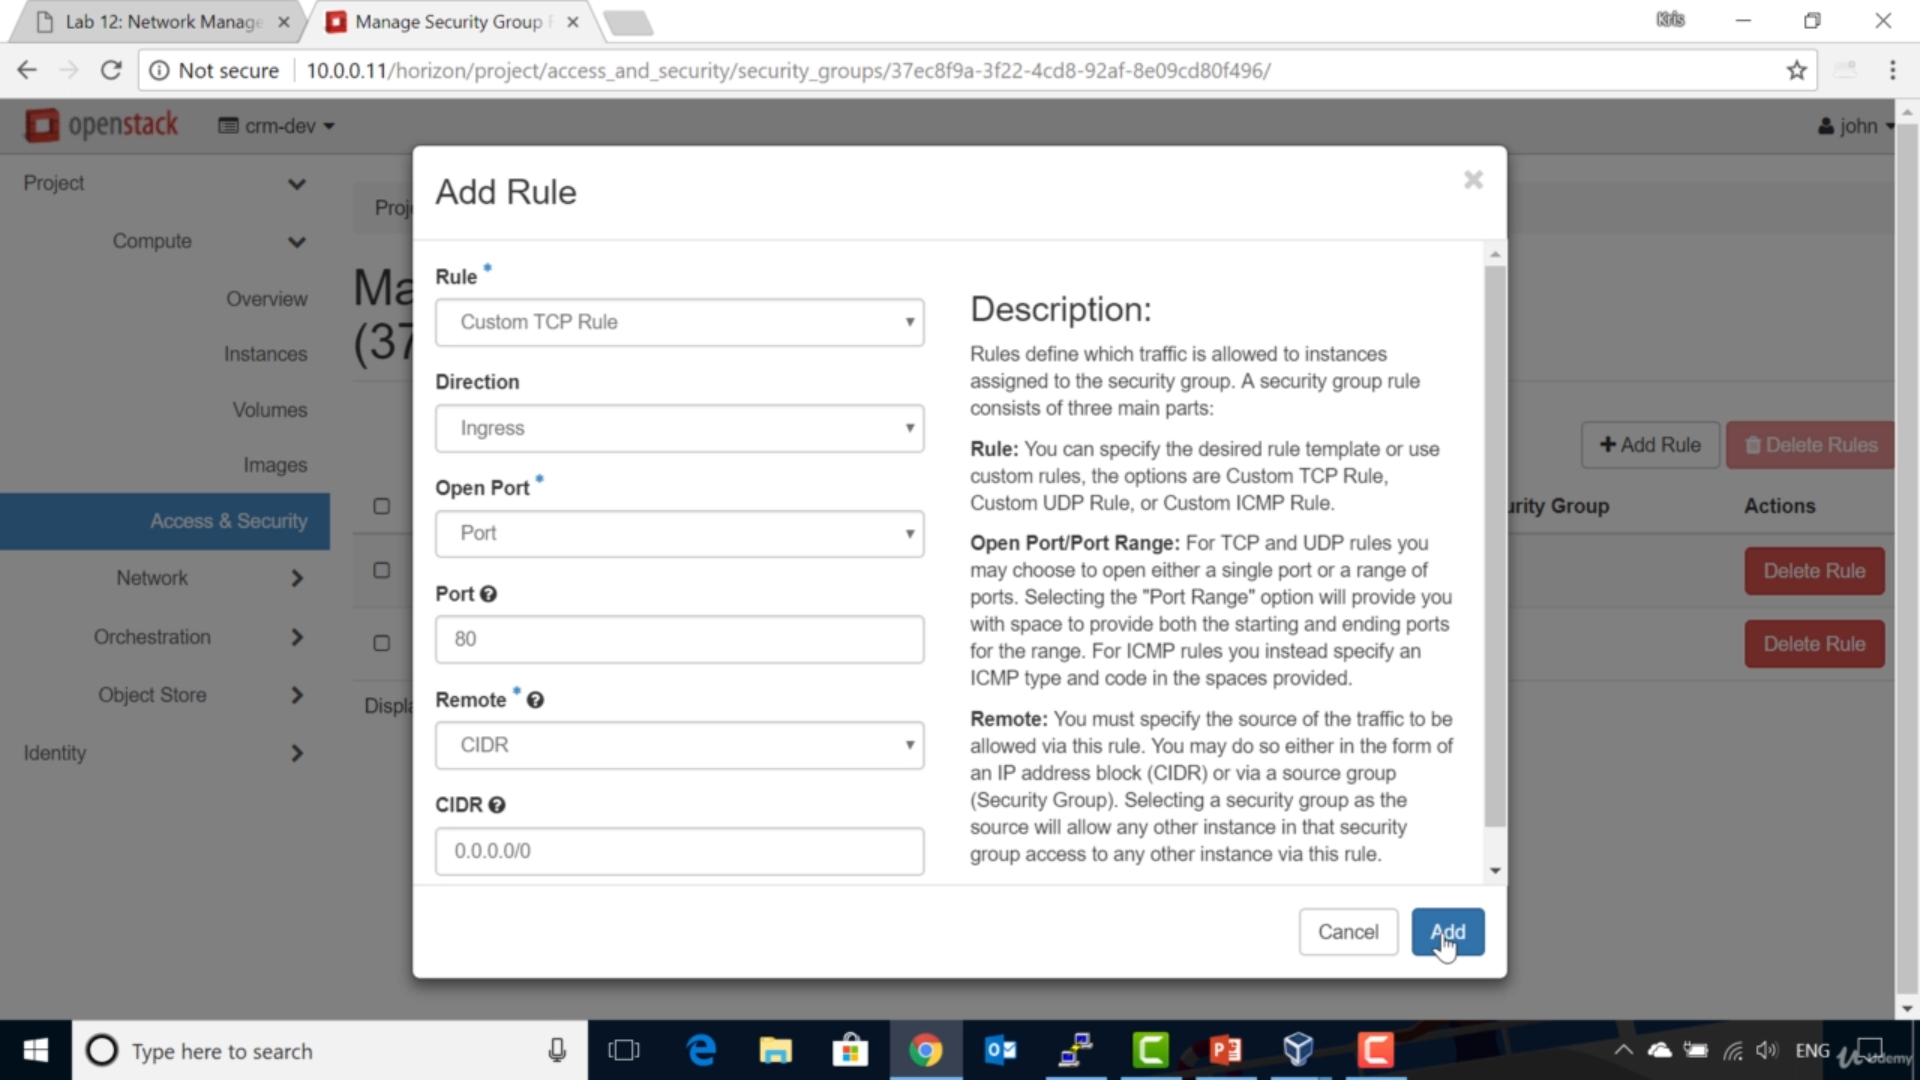 Lab 12: Network Manage
Manage Security Group
Kris
Not secure
10.0.0.11/horizon/project/access_and_security/security_groups/37ec8f9a-3f22-4cd8-92af-8e09cd80f496/
openstack
crm-dev
john
Project
Compute
Overview
Instances
Volumes
Images
Access & Security
Network
Orchestration
Object Store
Identity
Proj
Ma
(37
+ Add Rule
Delete Rules
urity Group
Actions
Delete Rule
Delete Rule
Displa
Add Rule
×
Rule *
Custom TCP Rule
Direction
Ingress
Open Port *
Port
Port ?
80
Remote * ?
CIDR
CIDR ?
0.0.0.0/0
Description:
Rules define which traffic is allowed to instances
assigned to the security group. A security group rule
consists of three main parts:
Rule: You can specify the desired rule template or use
custom rules, the options are Custom TCP Rule,
Custom UDP Rule, or Custom ICMP Rule.
Open Port/Port Range: For TCP and UDP rules you
may choose to open either a single port or a range of
ports. Selecting the "Port Range" option will provide you
with space to provide both the starting and ending ports
for the range. For ICMP rules you instead specify an
ICMP type and code in the spaces provided.
Remote: You must specify the source of the traffic to be
allowed via this rule. You may do so either in the form of
an IP address block (CIDR) or via a source group
(Security Group). Selecting a security group as the
source will allow any other instance in that security
group access to any other instance via this rule.
Cancel
Add
Type here to search
ENG
Udemy